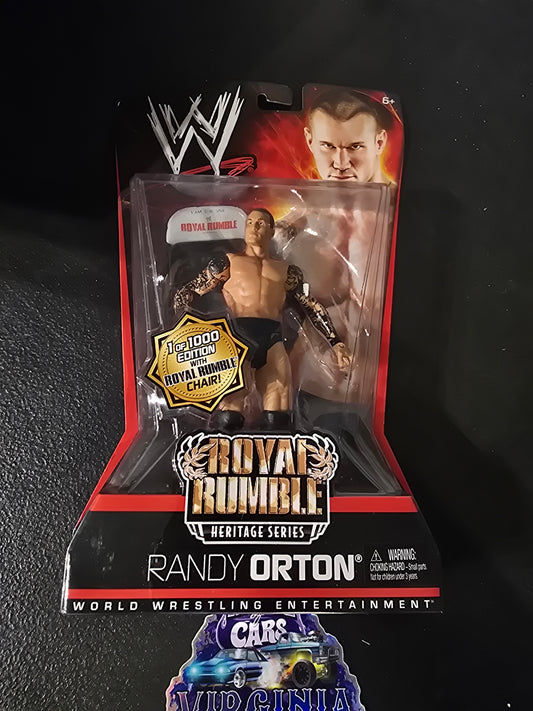 W
6+
ROYAL RUMBLE
1 OF 1000
EDITION
WITH
ROYAL RUMBLE
CHAIR!
ROYAL
RUMBLE
HERITAGE SERIES
RANDY ORTON®
WARNING:
CHOKING HAZARD - Small parts
Not for children under 3 years
WORLD WRESTLING ENTERTAINMENT®
CARS
VIRGINIA